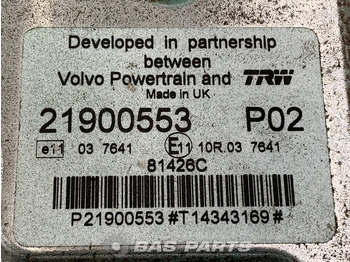 Developed in partnership
between
Volvo Powertrain and TRW
Made in UK
21900553 P02
e11 03 7641 E11 10R.03 7641
81426C
P21900553 #T14343169 #
BAS PARTS